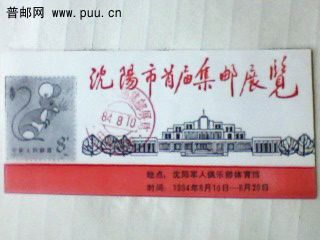 普邮网
www.puu.cn
沈陽市首届集邮展覽
84.8.10
8分
中国人民邮政
地点：沈阳军人俱乐部体育馆
时间：1984年8月10日—8月20日